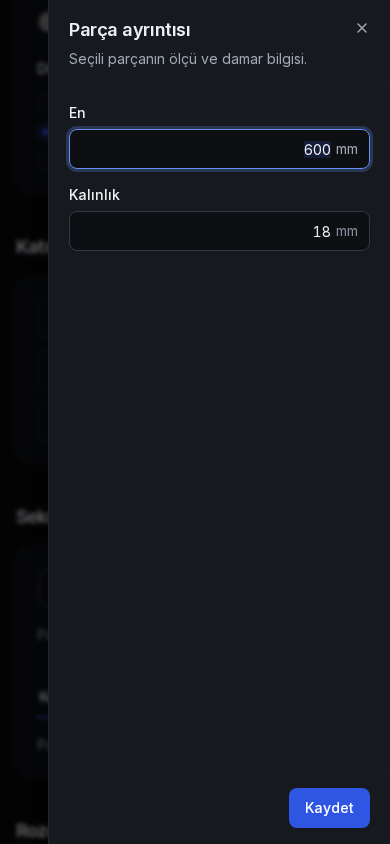 Parça ayrıntısı
Seçili parçanın ölçü ve damar bilgisi.
En
600 mm
Kalınlık
18 mm
Kaydet